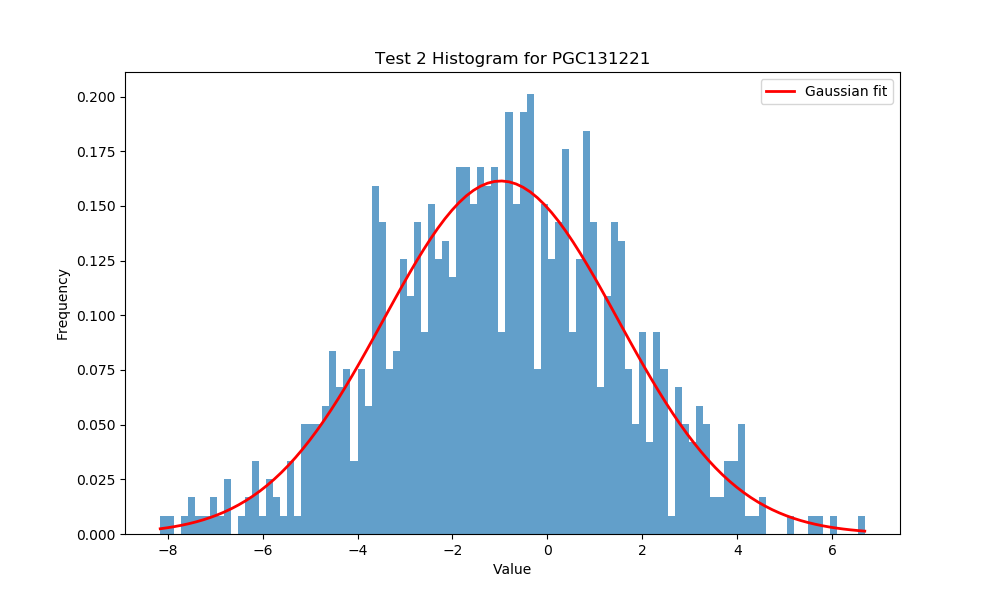 Test 2 Histogram for PGC131221
Gaussian fit
0.200
0.175
0.150
0.125
0.100
0.075
0.050
0.025
0.000
Frequency
−8 −6 −4 −2 0 2 4 6
Value